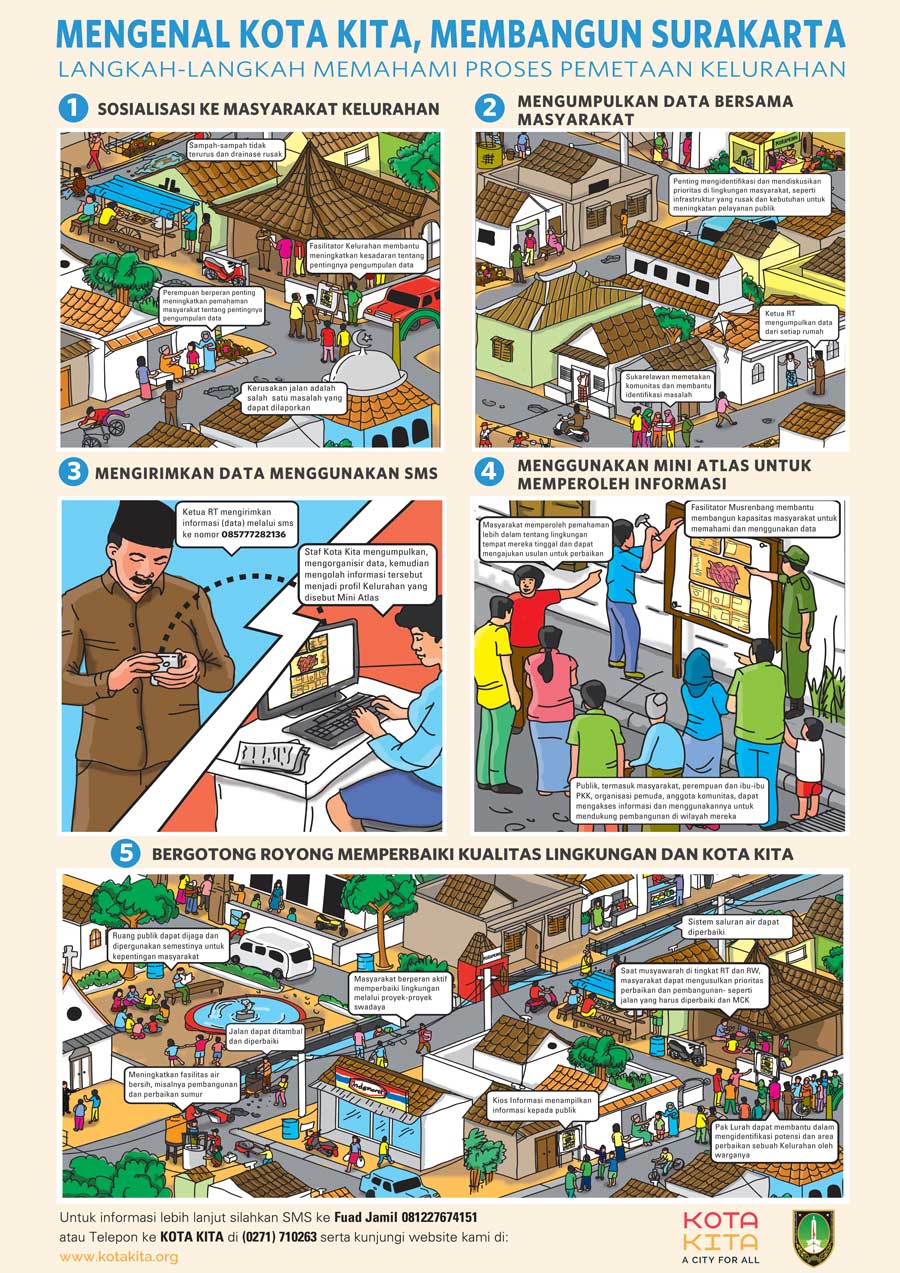 MENGENAL KOTA KITA, MEMBANGUN SURAKARTA
LANGKAH-LANGKAH MEMAHAMI PROSES PEMETAAN KELURAHAN
1 SOSIALISASI KE MASYARAKAT KELURAHAN
Sampah-sampah tidak
terurus dan drainase rusak
Fasilitator Kelurahan membantu
meningkatkan kesadaran tentang
pentingnya pengumpulan data
Perempuan berperan penting
meningkatkan pemahaman
masyarakat tentang pentingnya
pengumpulan data
Kerusakan jalan adalah
salah satu masalah yang
dapat dilaporkan
2 MENGUMPULKAN DATA BERSAMA
MASYARAKAT
Penting mengidentifikasi dan mendiskusikan
prioritas di lingkungan masyarakat, seperti
infrastruktur yang rusak dan kebutuhan untuk
meningkatan pelayanan publik
Ketua RT
mengumpulkan data
dari setiap rumah
Sukarelawan memetakan
komunitas dan membantu
identifikasi masalah
3 MENGIRIMKAN DATA MENGGUNAKAN SMS
Ketua RT mengirimkan
informasi (data) melalui sms
ke nomor 085777282136
Staf Kota Kita mengumpulkan,
mengorganisir data, kemudian
mengolah informasi tersebut
menjadi profil Kelurahan yang
disebut Mini Atlas
4 MENGGUNAKAN MINI ATLAS UNTUK
MEMPEROLEH INFORMASI
Masyarakat memperoleh pemahaman
lebih dalam tentang lingkungan
tempat mereka tinggal dan dapat
mengajukan usulan untuk perbaikan
Fasilitator Musrenbang membantu
membangun kapasitas masyarakat untuk
memahami dan menggunakan data
Publik, termasuk masyarakat, perempuan dan ibu-ibu
PKK, organisasi pemuda, anggota komunitas, dapat
mengakses informasi dan menggunakannya untuk
mendukung pembangunan di wilayah mereka
5 BERGOTONG ROYONG MEMPERBAIKI KUALITAS LINGKUNGAN DAN KOTA KITA
Ruang publik dapat dijaga dan
dipergunakan semestinya untuk
kepentingan masyarakat
Sistem saluran air dapat
diperbaiki
Masyarakat berperan aktif
memperbaiki lingkungan
melalui proyek-proyek
swadaya
Saat musyawarah di tingkat RT dan RW,
masyarakat dapat mengusulkan prioritas
perbaikan dan pembangunan- seperti
jalan yang harus diperbaiki dan MCK
Jalan dapat ditambal
dan diperbaiki
Meningkatkan fasilitas air
bersih, misalnya pembangunan
dan perbaikan sumur
Kios Informasi menampilkan
informasi kepada publik
Pak Lurah dapat membantu dalam
mengidentifikasi potensi dan area
perbaikan sebuah Kelurahan oleh
warganya
Untuk informasi lebih lanjut silahkan SMS ke Fuad Jamil 081227674151
atau Telepon ke KOTA KITA di (0271) 710263 serta kunjungi website kami di:
www.kotakita.org
KOTA
KITA
A CITY FOR ALL